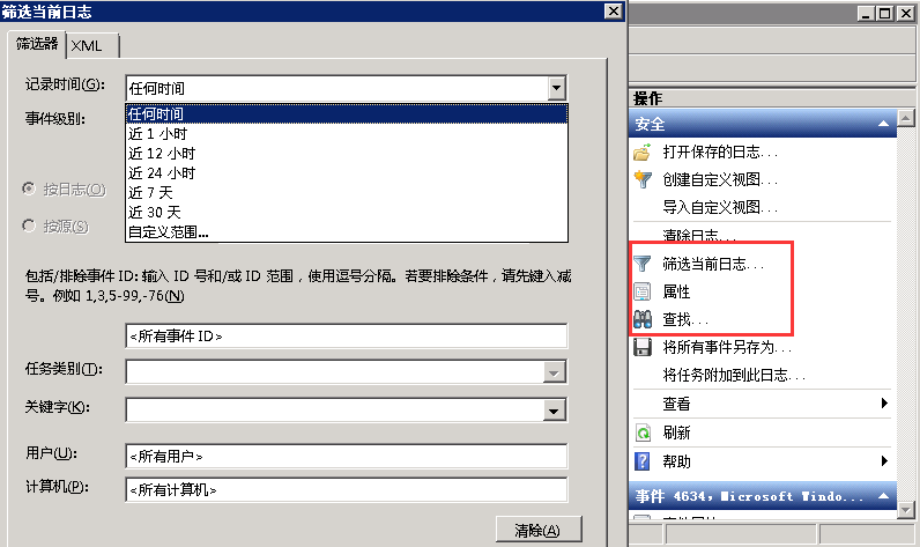 筛选当前日志
筛选器
XML
记录时间(G):
任何时间
事件级别:
任何时间
近 1 小时
近 12 小时
近 24 小时
近 7 天
近 30 天
自定义范围...
按日志(O)
按源(S)
包括/排除事件 ID: 输入 ID 号和/或 ID 范围，使用逗号分隔。若要排除条件，请先键入减
号。例如 1,3,5-99,-76(N)
<所有事件 ID>
任务类别(T):
关键字(K):
用户(U):
<所有用户>
计算机(P):
<所有计算机>
清除(A)
操作
安全
打开保存的日志...
创建自定义视图...
导入自定义视图...
清除日志...
筛选当前日志...
属性
查找...
将所有事件另存为...
将任务附加到此日志...
查看
刷新
帮助
事件 4634，Microsoft Windo...